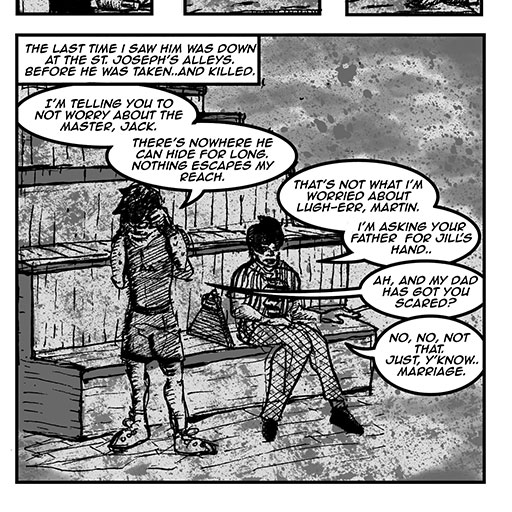 THE LAST TIME I SAW HIM WAS DOWN
AT THE ST. JOSEPH'S ALLEYS.
BEFORE HE WAS TAKEN..AND KILLED.
I'M TELLING YOU TO
NOT WORRY ABOUT THE
MASTER, JACK.
THERE'S NOWHERE HE
CAN HIDE FOR LONG.
NOTHING ESCAPES MY
REACH.
THAT'S NOT WHAT I'M
WORRIED ABOUT
LUGH-ERR, MARTIN.
I'M ASKING YOUR
FATHER FOR JILL'S
HAND..
AH, AND MY DAD
HAS GOT YOU
SCARED?
NO, NO, NOT
THAT.
JUST, Y'KNOW..
MARRIAGE.